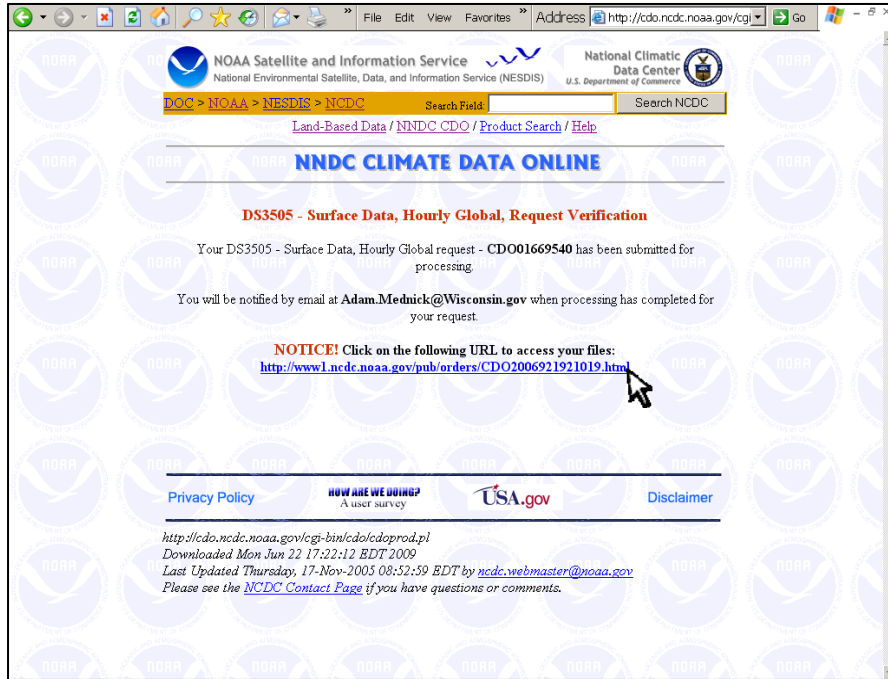 » File Edit View Favorites » Address http://cdo.ncdc.noaa.gov/cgi Go
NOAA Satellite and Information Service
National Environmental Satellite, Data, and Information Service (NESDIS)
National Climatic
Data Center
U.S. Department of Commerce
DOC > NOAA > NESDIS > NCDC Search Field: Search NCDC
Land-Based Data / NNDC CDO / Product Search / Help
NNDC CLIMATE DATA ONLINE
DS3505 - Surface Data, Hourly Global, Request Verification
Your DS3505 - Surface Data, Hourly Global request - CDO01669540 has been submitted for
processing.
You will be notified by email at Adam.Mednick@Wisconsin.gov when processing has completed for
your request.
NOTICE! Click on the following URL to access your files:
http://www1.ncdc.noaa.gov/pub/orders/CDO2006921921019.html
Privacy Policy HOW ARE WE DOING? USA.gov Disclaimer
A user survey
http://cdo.ncdc.noaa.gov/cgi-bin/cdo/cdoprod.pl
Downloaded Mon Jun 22 17:22:12 EDT 2009
Last Updated Thursday, 17-Nov-2005 08:52:59 EDT by ncdc.webmaster@noaa.gov
Please see the NCDC Contact Page if you have questions or comments.